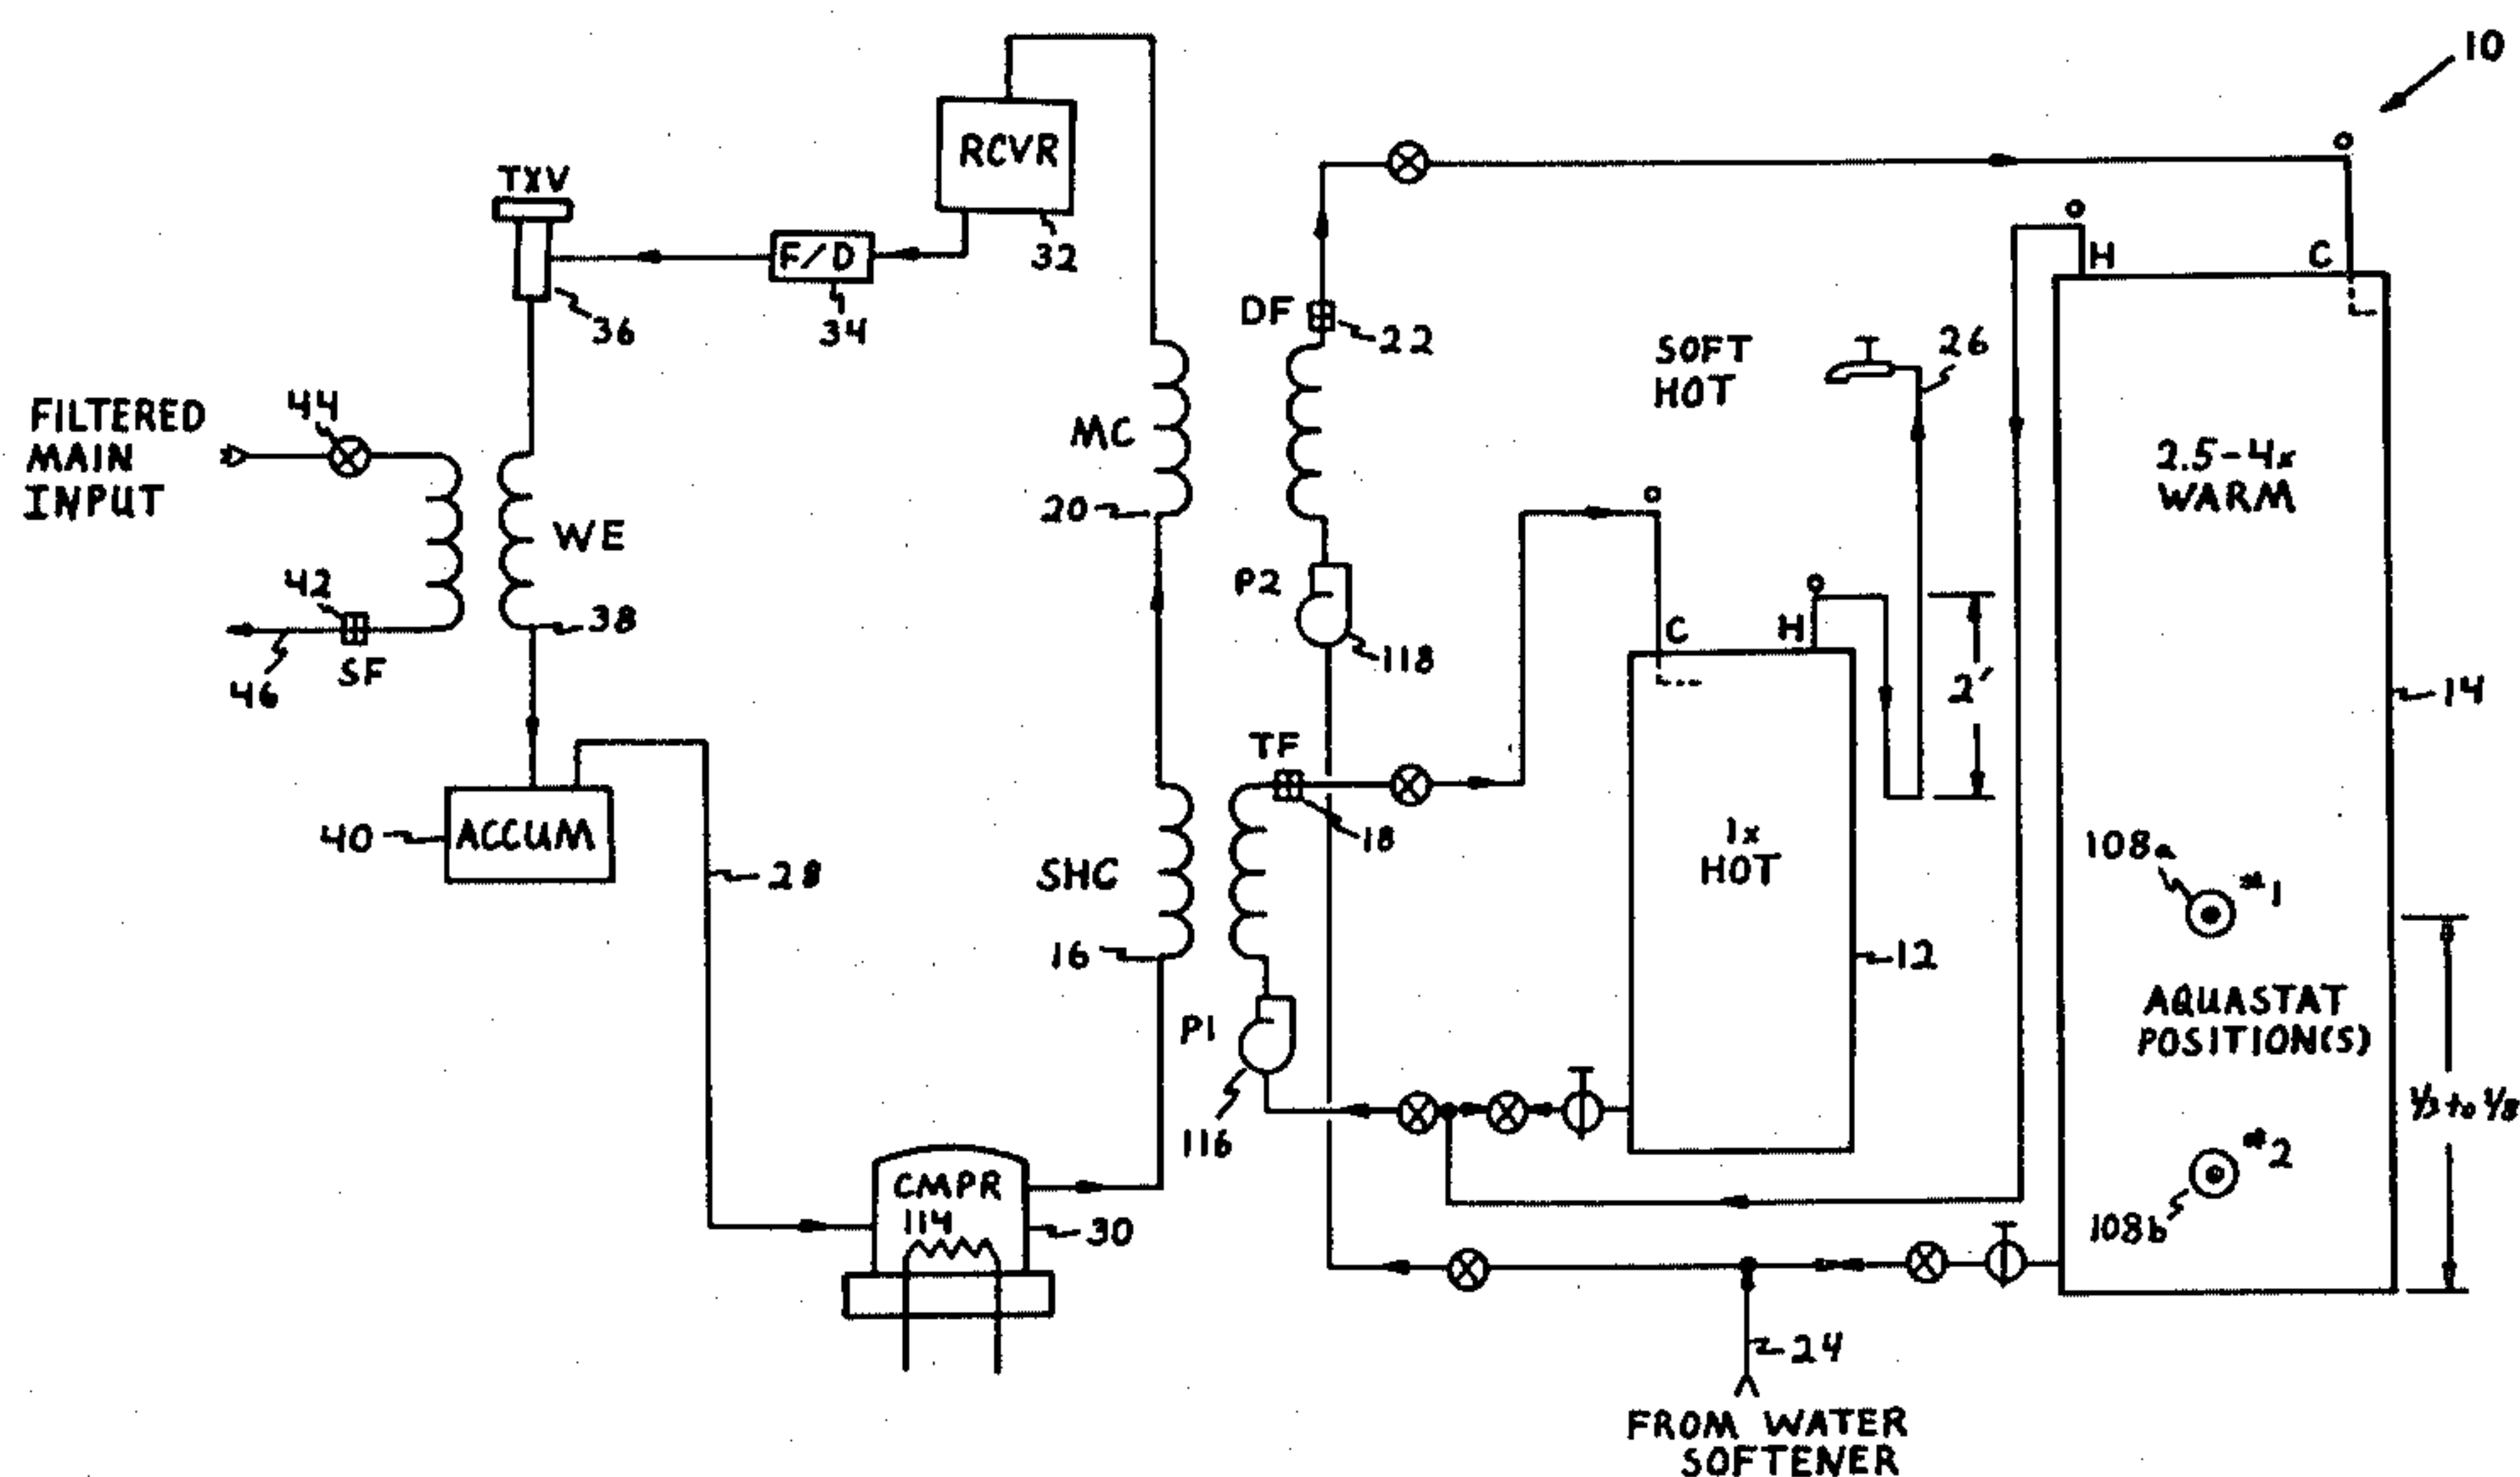 10
RCVR
TXV
32
F/D
H
C
36
34
DF
22
SOFT
HOT
26
FILTERED
MAIN
INPUT
44
MC
2.5-4x
WARM
20
WE
42
P2
38
C
H
SF
46
118
2'
14
TF
40
ACCUM
28
18
1x
HOT
108a
#1
SHC
16
12
P1
AQUASTAT
POSITION(S)
1/3 to 1/8
116
CMPR
114
30
#2
108b
24
FROM WATER
SOFTENER